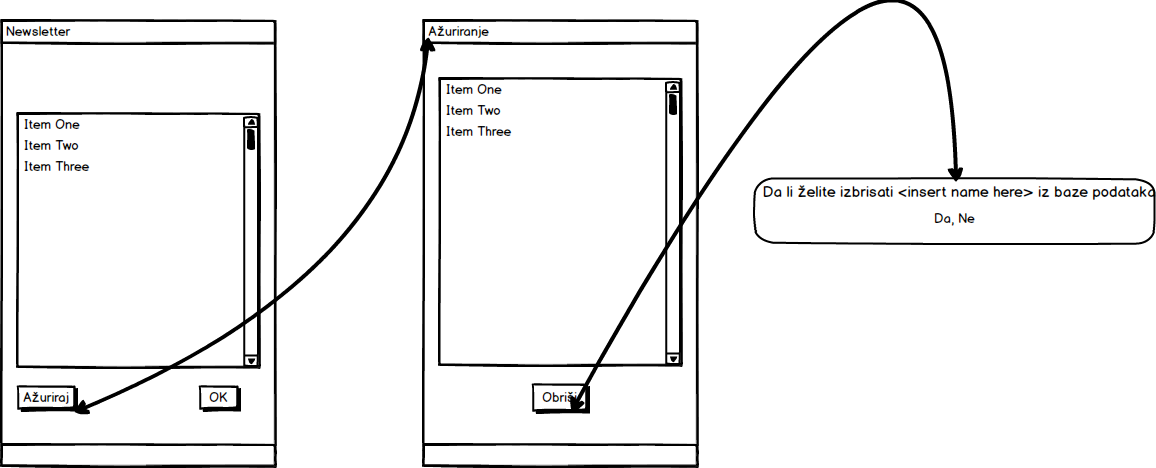 Newsletter
Item One
Item Two
Item Three
Ažuriraj
OK
Ažuriranje
Item One
Item Two
Item Three
Obriši
Da li želite izbrisati <insert name here> iz baze podataka
Da, Ne